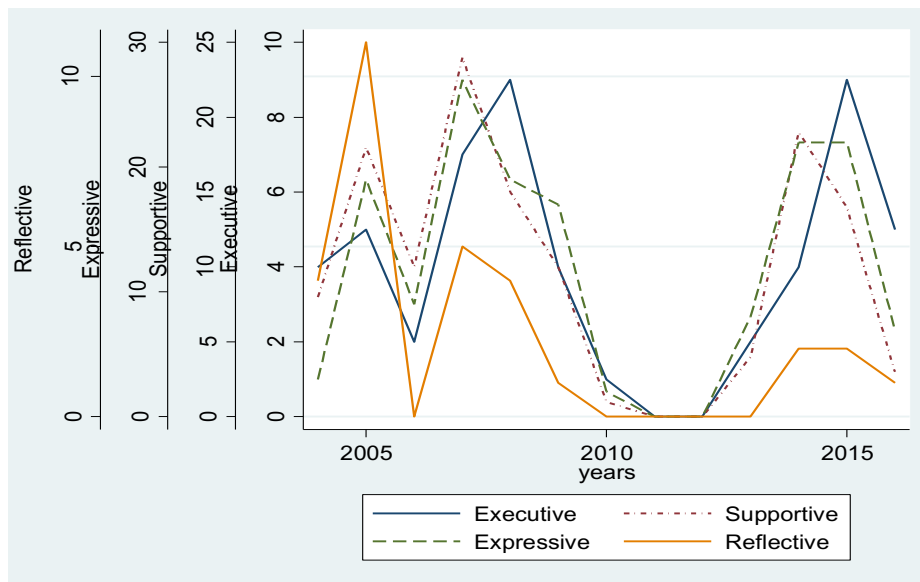 Reflective
0 5 10
Expressive
0 10 20 30
Supportive
0 5 10 15 20 25
Executive
0 2 4 6 8 10
2005 2010 2015
years
Executive Supportive
Expressive Reflective